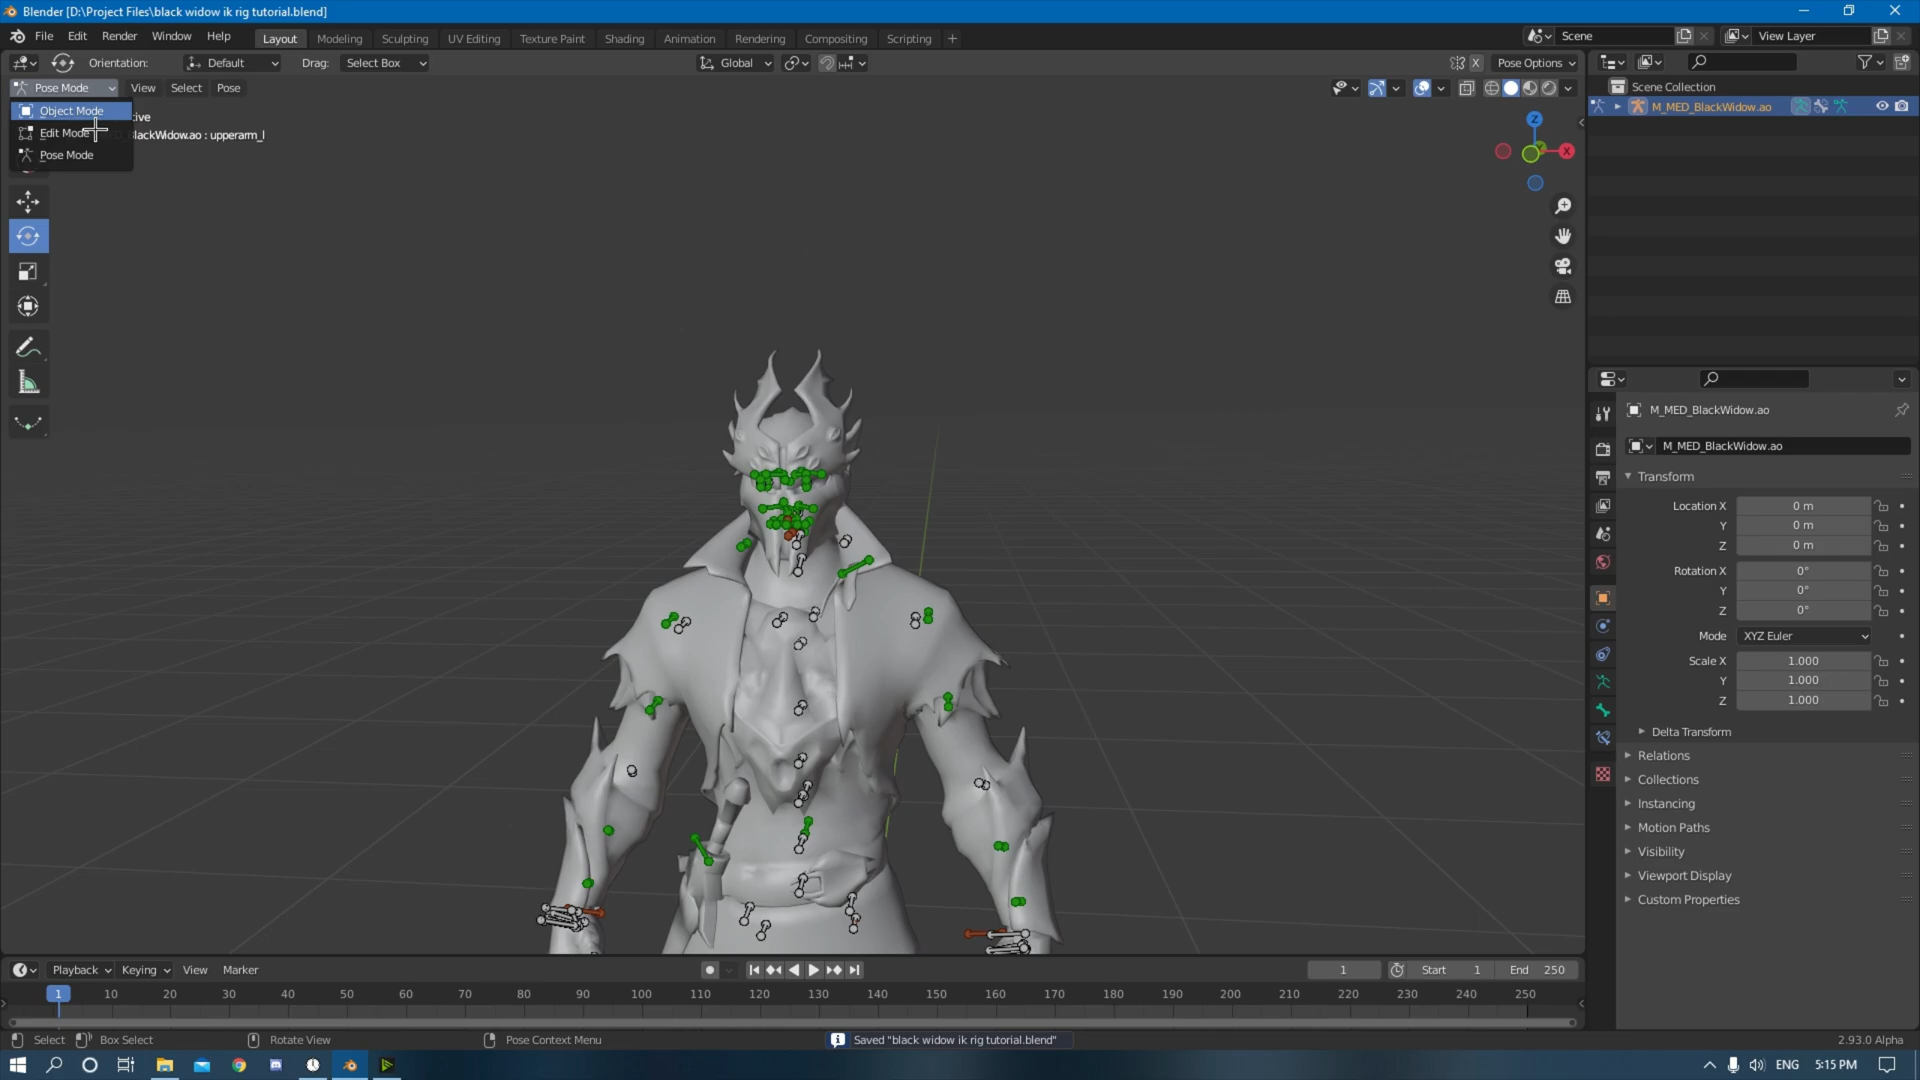 Blender [D:\Project Files\black widow ik rig tutorial.blend]
File Edit Render Window Help
Layout Modeling Sculpting UV Editing Texture Paint Shading Animation Rendering Compositing Scripting +
Scene
View Layer
Orientation: Default Drag: Select Box
Global
X Pose Options
Pose Mode View Select Pose
Object Mode
Edit Mode
Pose Mode
tive
lackWidow.ao : upperarm_l
Z
X
Scene Collection
M_MED_BlackWidow.ao
M_MED_BlackWidow.ao
M_MED_BlackWidow.ao
Transform
Location X 0 m
Y 0 m
Z 0 m
Rotation X 0°
Y 0°
Z 0°
Mode XYZ Euler
Scale X 1.000
Y 1.000
Z 1.000
Delta Transform
Relations
Collections
Instancing
Motion Paths
Visibility
Viewport Display
Custom Properties
Playback Keying View Marker
1 Start 1 End 250
1 10 20 30 40 50 60 70 80 90 100 110 120 130 140 150 160 170 180 190 200 210 220 230 240 250
Select Box Select Rotate View Pose Context Menu
Saved "black widow ik rig tutorial.blend"
2.93.0 Alpha
ENG 5:15 PM